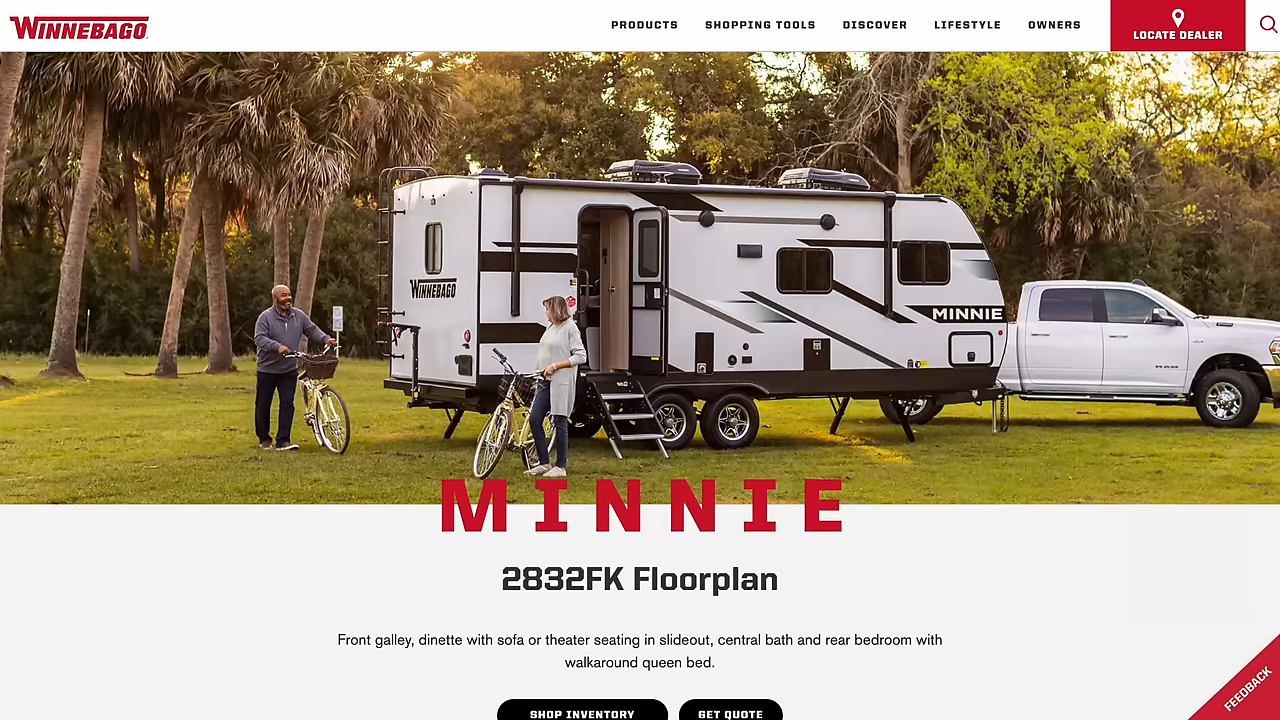 WINNEBAGO
PRODUCTS
SHOPPING TOOLS
DISCOVER
LIFESTYLE
OWNERS
LOCATE DEALER
WINNEBAGO
MINNIE
RAM
MINNIE
2832FK Floorplan
Front galley, dinette with sofa or theater seating in slideout, central bath and rear bedroom with
walkaround queen bed.
SHOP INVENTORY
GET QUOTE
FEEDBACK